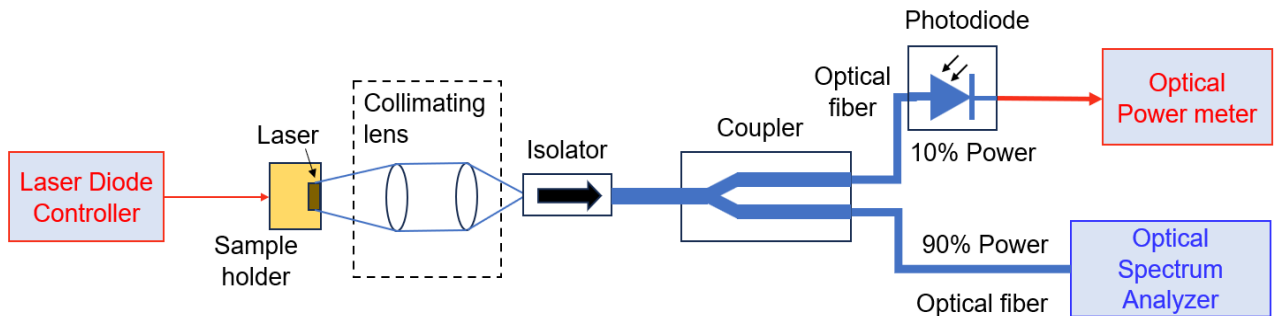 Laser Diode
Controller
Laser
Sample
holder
Collimating
lens
Isolator
Coupler
Optical
fiber
Photodiode
10% Power
Optical
Power meter
90% Power
Optical fiber
Optical
Spectrum
Analyzer